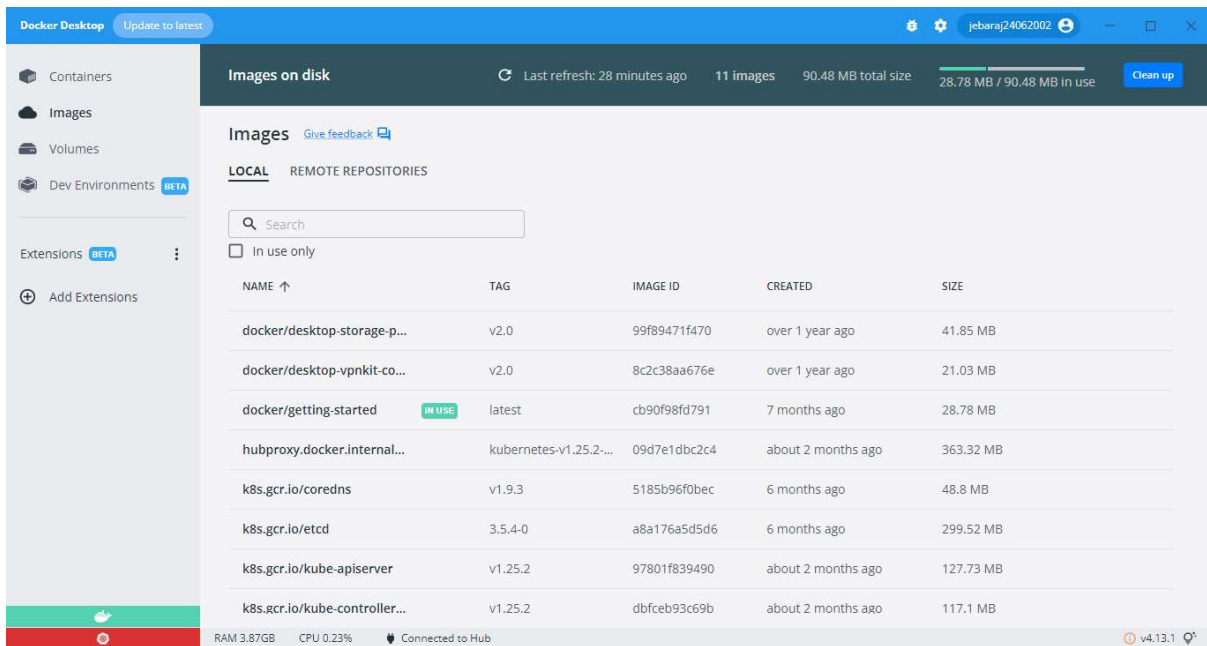 Docker Desktop Update to latest jebaraj24062002
Containers
Images
Volumes
Dev Environments BETA
Extensions BETA
Add Extensions
Images on disk Last refresh: 28 minutes ago 11 images 90.48 MB total size 28.78 MB / 90.48 MB in use Clean up
Images Give feedback
LOCAL REMOTE REPOSITORIES
Search
In use only
NAME TAG IMAGE ID CREATED SIZE
docker/desktop-storage-p... v2.0 99f89471f470 over 1 year ago 41.85 MB
docker/desktop-vpnkit-co... v2.0 8c2c38aa676e over 1 year ago 21.03 MB
docker/getting-started IN USE latest cb90f98fd791 7 months ago 28.78 MB
hubproxy.docker.internal... kubernetes-v1.25.2-... 09d7e1dbc2c4 about 2 months ago 363.32 MB
k8s.gcr.io/coredns v1.9.3 5185b96f0bec 6 months ago 48.8 MB
k8s.gcr.io/etcd 3.5.4-0 a8a176a5d5d6 6 months ago 299.52 MB
k8s.gcr.io/kube-apiserver v1.25.2 97801f839490 about 2 months ago 127.73 MB
k8s.gcr.io/kube-controller... v1.25.2 dbfceb93c69b about 2 months ago 117.1 MB
RAM 3.87GB CPU 0.23% Connected to Hub v4.13.1